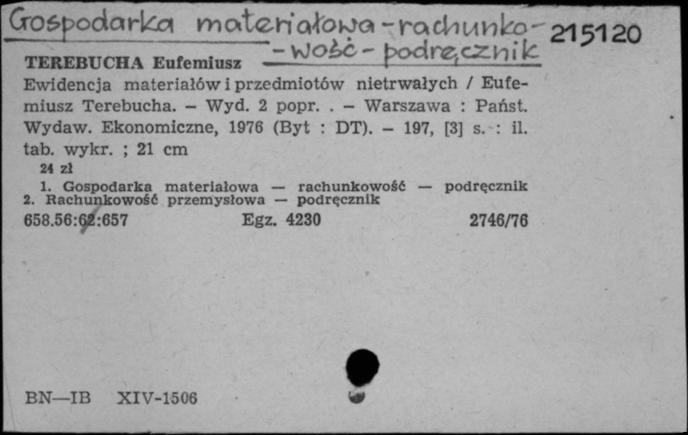 Gospodarka materiałowa - rachunko- 215120
- wość - podręcznik
TEREBUCHA Eufemiusz
Ewidencja materiałów i przedmiotów nietrwałych / Eufe-
miusz Terebucha. — Wyd. 2 popr. . — Warszawa : Państ.
Wydaw. Ekonomiczne, 1976 (Byt : DT). — 197, [3] s. : il.
tab. wykr. ; 21 cm
24 zł
1. Gospodarka materiałowa — rachunkowość — podręcznik
2. Rachunkowość przemysłowa — podręcznik
658.56:62:657 Egz. 4230 2746/76
BN—IB XIV-1506